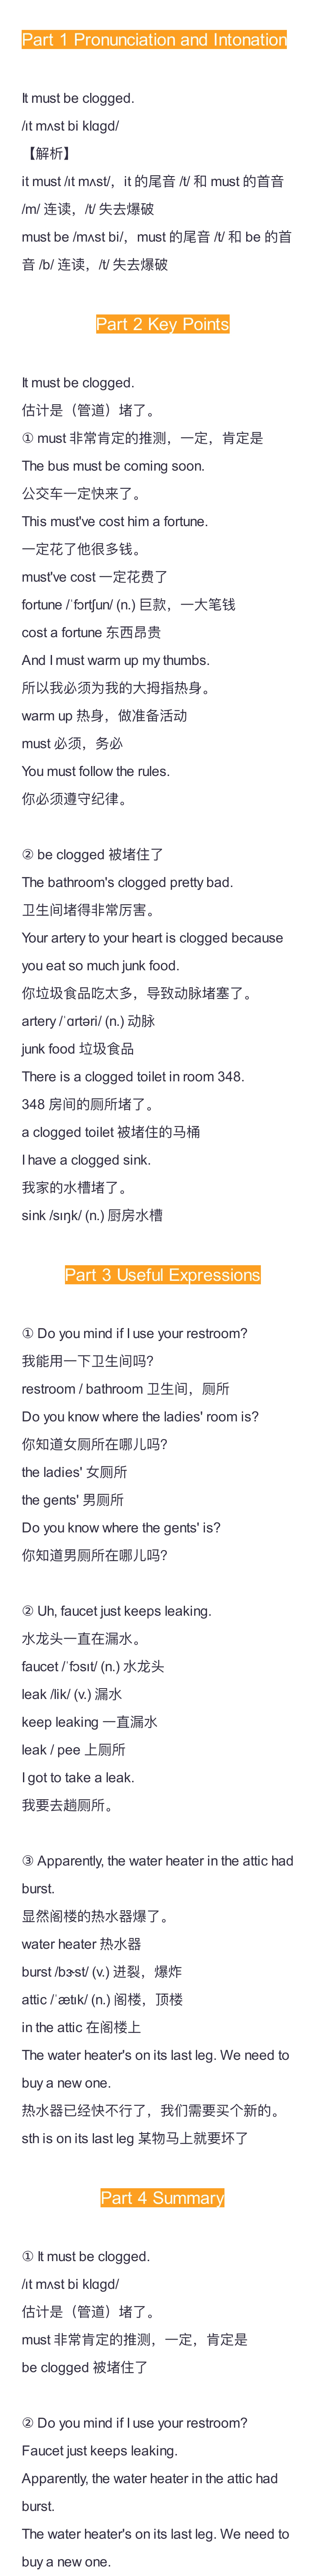 Part 1 Pronunciation and Intonation
It must be clogged.
/ɪt mʌst bi klɑgd/
【解析】
it must /ɪt mʌst/，it 的尾音 /t/ 和 must 的首音
/m/ 连读，/t/ 失去爆破
must be /mʌst bi/，must 的尾音 /t/ 和 be 的首
音 /b/ 连读，/t/ 失去爆破
Part 2 Key Points
It must be clogged.
估计是（管道）堵了。
① must 非常肯定的推测，一定，肯定是
The bus must be coming soon.
公交车一定快来了。
This must've cost him a fortune.
一定花了他很多钱。
must've cost 一定花费了
fortune /ˈfɔrtʃun/ (n.) 巨款，一大笔钱
cost a fortune 东西昂贵
And I must warm up my thumbs.
所以我必须为我的大拇指热身。
warm up 热身，做准备活动
must 必须，务必
You must follow the rules.
你必须遵守纪律。
② be clogged 被堵住了
The bathroom's clogged pretty bad.
卫生间堵得非常厉害。
Your artery to your heart is clogged because
you eat so much junk food.
你垃圾食品吃太多，导致动脉堵塞了。
artery /ˈɑrtəri/ (n.) 动脉
junk food 垃圾食品
There is a clogged toilet in room 348.
348 房间的厕所堵了。
a clogged toilet 被堵住的马桶
I have a clogged sink.
我家的水槽堵了。
sink /sɪŋk/ (n.) 厨房水槽
Part 3 Useful Expressions
① Do you mind if I use your restroom?
我能用一下卫生间吗?
restroom / bathroom 卫生间，厕所
Do you know where the ladies' room is?
你知道女厕所在哪儿吗?
the ladies' 女厕所
the gents' 男厕所
Do you know where the gents' is?
你知道男厕所在哪儿吗?
② Uh, faucet just keeps leaking.
水龙头一直在漏水。
faucet /ˈfɔsɪt/ (n.) 水龙头
leak /lik/ (v.) 漏水
keep leaking 一直漏水
leak / pee 上厕所
I got to take a leak.
我要去趟厕所。
③ Apparently, the water heater in the attic had
burst.
显然阁楼的热水器爆了。
water heater 热水器
burst /bɝst/ (v.) 迸裂，爆炸
attic /ˈætɪk/ (n.) 阁楼，顶楼
in the attic 在阁楼上
The water heater's on its last leg. We need to
buy a new one.
热水器已经快不行了，我们需要买个新的。
sth is on its last leg 某物马上就要坏了
Part 4 Summary
① It must be clogged.
/ɪt mʌst bi klɑgd/
估计是（管道）堵了。
must 非常肯定的推测，一定，肯定是
be clogged 被堵住了
② Do you mind if I use your restroom?
Faucet just keeps leaking.
Apparently, the water heater in the attic had
burst.
The water heater's on its last leg. We need to
buy a new one.